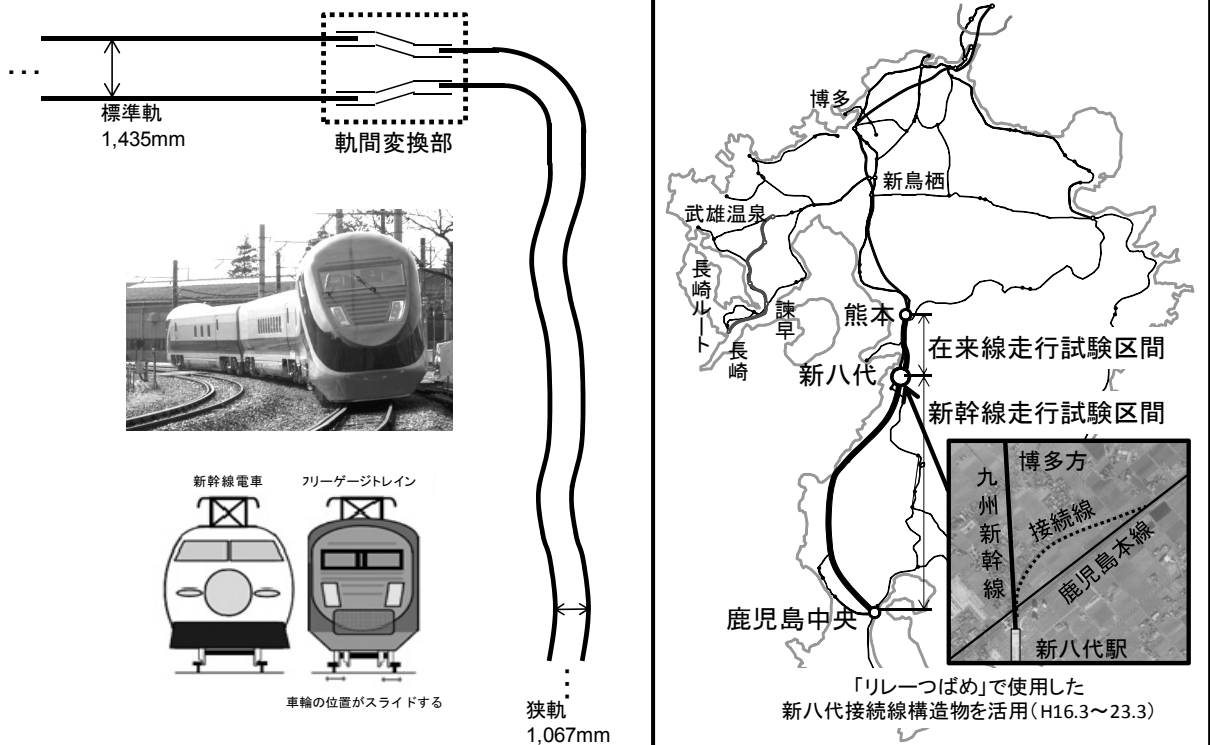 標準軌
1,435mm
軌間変換部
新幹線電車
フリーゲージトレイン
車輪の位置がスライドする
狭軌
1,067mm
博多
新鳥栖
武雄温泉
長崎ルート
諫早
長崎
熊本
在来線走行試験区間
新八代
新幹線走行試験区間
鹿児島中央
博多方
九州新幹線
接続線
鹿児島本線
新八代駅
「リレーつばめ」で使用した
新八代接続線構造物を活用(H16.3～23.3)